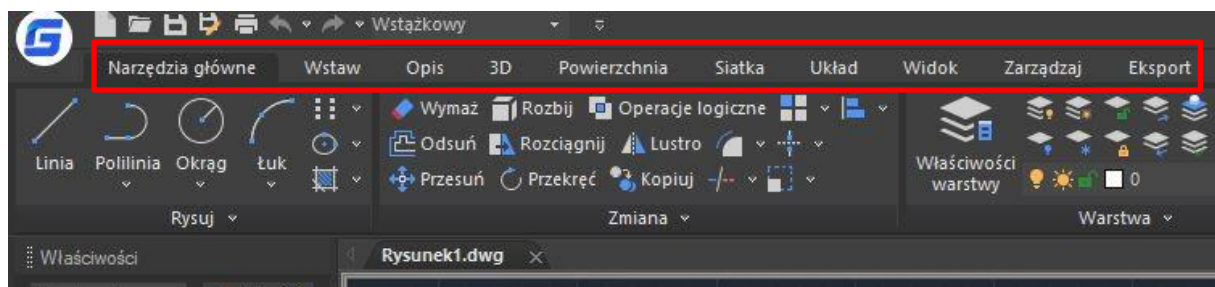 Wstążkowy
Narzędzia główne Wstaw Opis 3D Powierzchnia Siatka Układ Widok Zarządzaj Eksport
Wymaż Rozbij Operacje logiczne
Linia Polilinia Okrąg Łuk Odsuń Rozciągnij Lustro Właściwości warstwy
Przesuń Przekręć Kopiuj 0
Rysuj Zmiana Warstwa
Właściwości Rysunek1.dwg